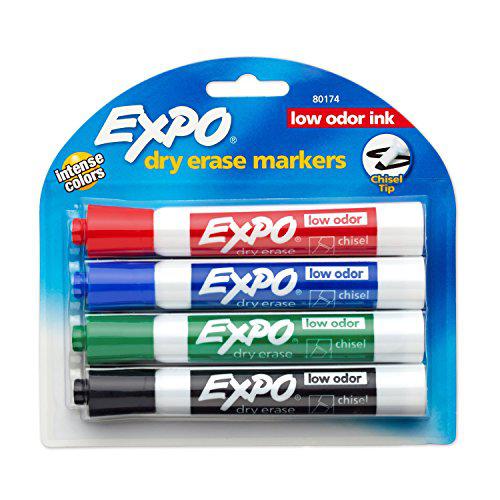 80174
EXPO®
low odor ink
dry erase markers
intense
colors
Chisel
Tip
EXPO® low odor
dry erase chisel
EXPO® low odor
dry erase chisel
EXPO® low odor
dry erase chisel
EXPO® low odor
dry erase chisel